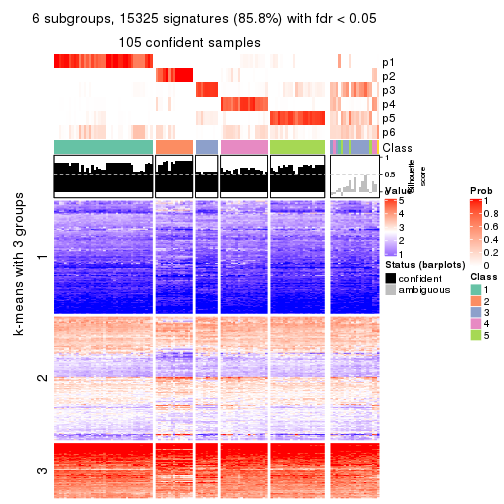 6 subgroups, 15325 signatures (85.8%) with fdr < 0.05
105 confident samples
p1
p2
p3
p4
p5
p6
Class
1
0.5
0
Silhouette
score
k-means with 3 groups
1
2
3
Value
5
4
3
2
1
Status (barplots)
confident
ambiguous
Prob
1
0.8
0.6
0.4
0.2
0
Class
1
2
3
4
5